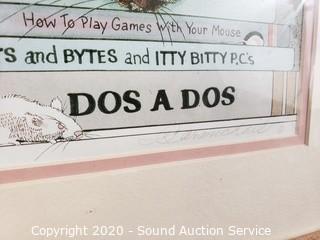 How To Play Games With Your Mouse
TS and BYTES and ITTY BITTY P.C.'s
DOS A DOS
Copyright 2020 - Sound Auction Service